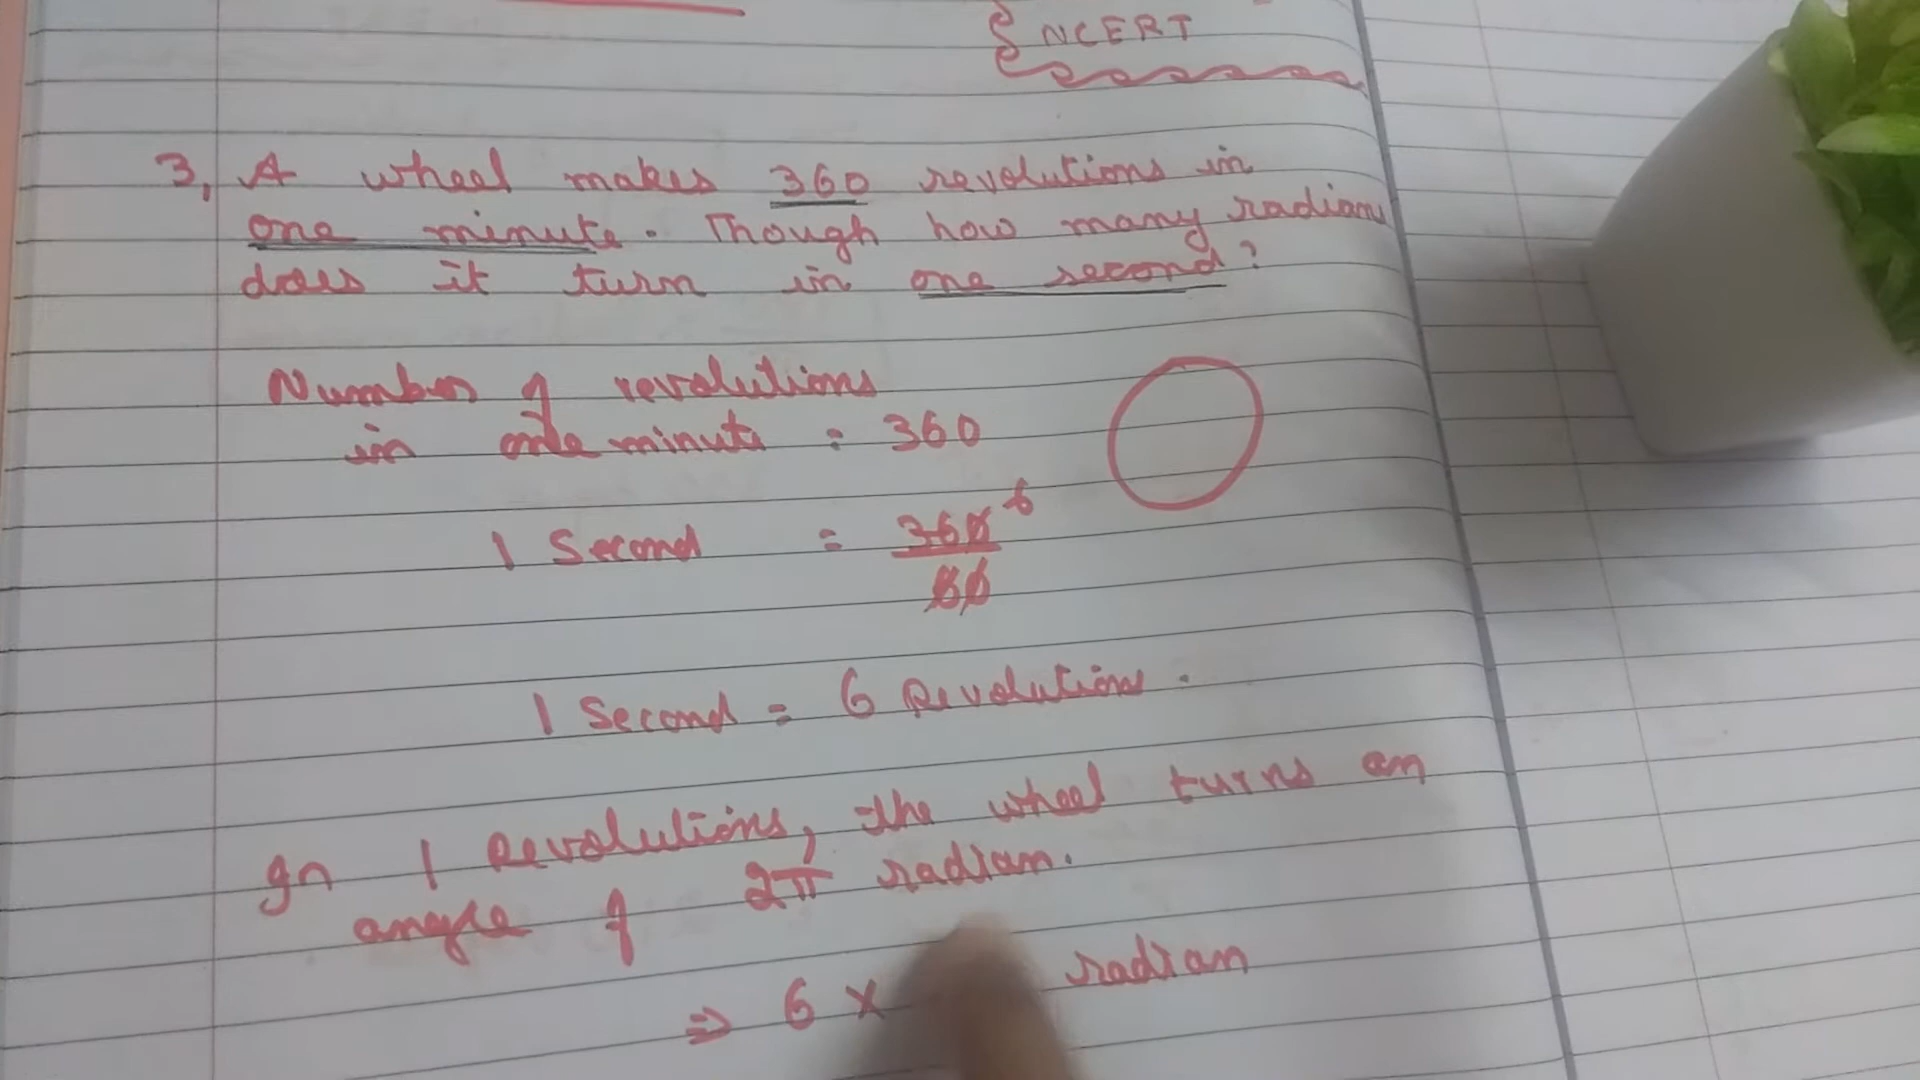 NCERT
3, A wheel makes 360 revolutions in
one minute. Though how many radians
does it turn in one second?
Number of revolutions
in one minute = 360
1 Second = 360/60 6
1 Second = 6 Revolutions.
In 1 Revolutions, the wheel turns an
angle of 2π radian.
⇒ 6 × radian